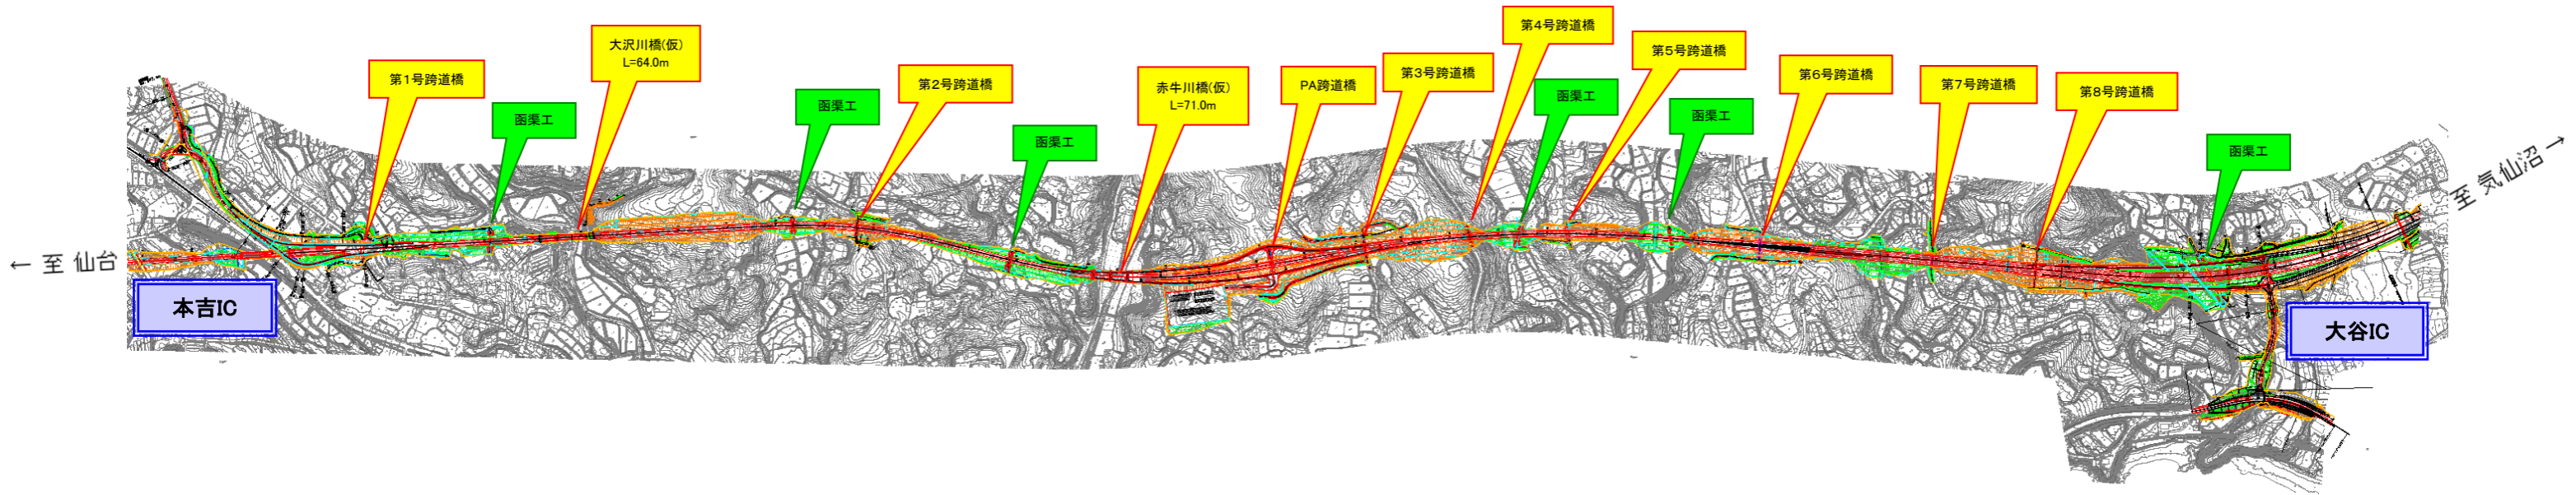 ← 至 仙台
本吉IC
第1号跨道橋
函渠工
大沢川橋(仮)
L=64.0m
函渠工
第2号跨道橋
函渠工
赤牛川橋(仮)
L=71.0m
PA跨道橋
第3号跨道橋
第4号跨道橋
函渠工
第5号跨道橋
函渠工
第6号跨道橋
第7号跨道橋
第8号跨道橋
函渠工
大谷IC
至 気仙沼 →